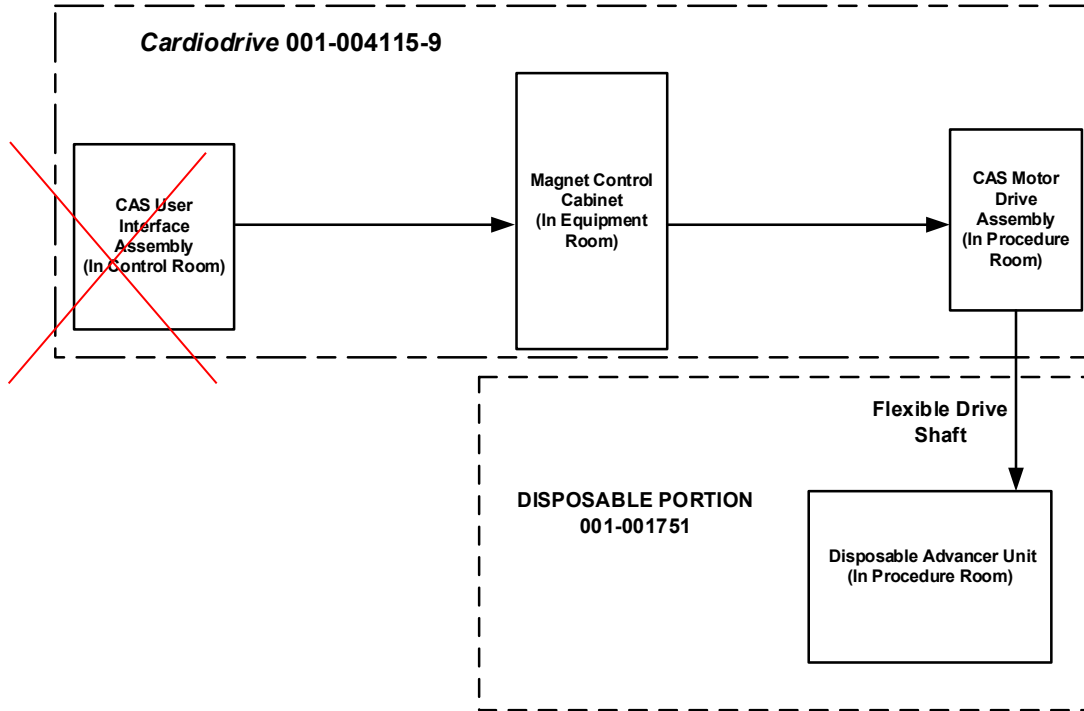 Cardiodrive 001-004115-9
CAS User
Interface
Assembly
(In Control Room)
Magnet Control
Cabinet
(In Equipment
Room)
CAS Motor
Drive
Assembly
(In Procedure
Room)
Flexible Drive
Shaft
DISPOSABLE PORTION
001-001751
Disposable Advancer Unit
(In Procedure Room)